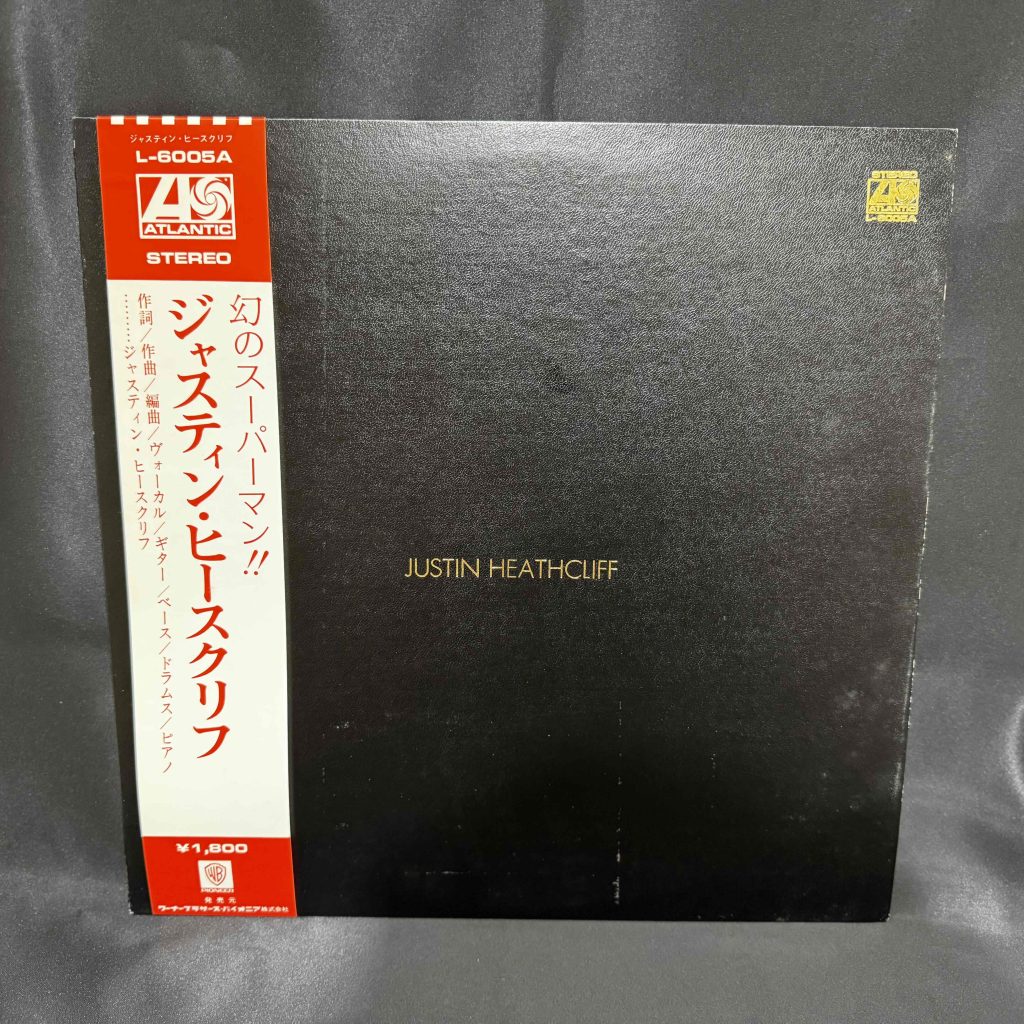 ジャスティン・ヒースクリフ
L-6005A
ATLANTIC
STEREO
幻のスーパーマン!!
ジャスティン・ヒースクリフ
作詞/作曲/編曲/ヴォーカル/ギター/ベース/ドラムス/ピアノ
………ジャスティン・ヒースクリフ
¥1,800
WB
PIONEER
発売元
ワーナーブラザース・パイオニア株式会社
STEREO
ATLANTIC
L-6005A
JUSTIN HEATHCLIFF